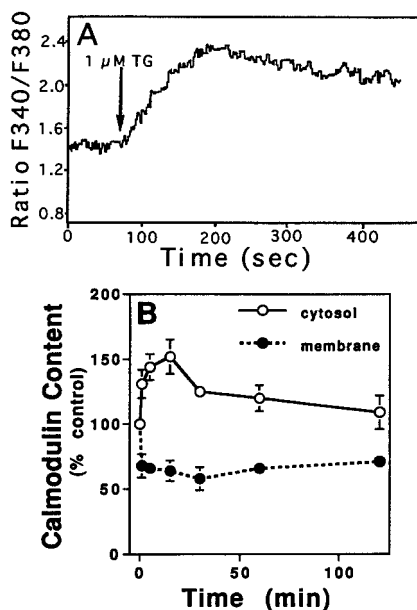 A
1 µM TG
Ratio F340/F380
2.4
2.0
1.6
1.2
0.8
0 100 200 300 400
Time (sec)
B
cytosol
membrane
Calmodulin Content
(% control)
200
150
100
50
0
0 50 100
Time (min)